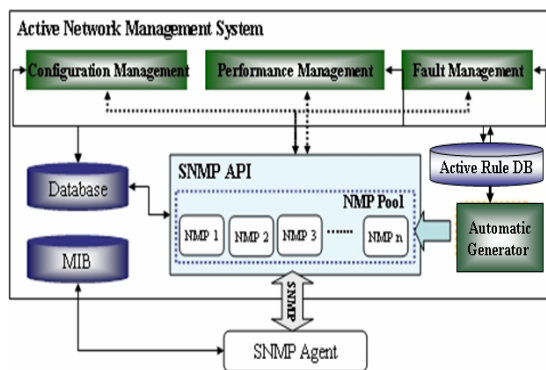 Active Network Management System
Configuration Management
Performance Management
Fault Management
SNMP API
Active Rule DB
Database
NMP Pool
NMP 1
NMP 2
NMP 3
.......
NMP n
Automatic
Generator
MIB
SNMP
SNMP Agent